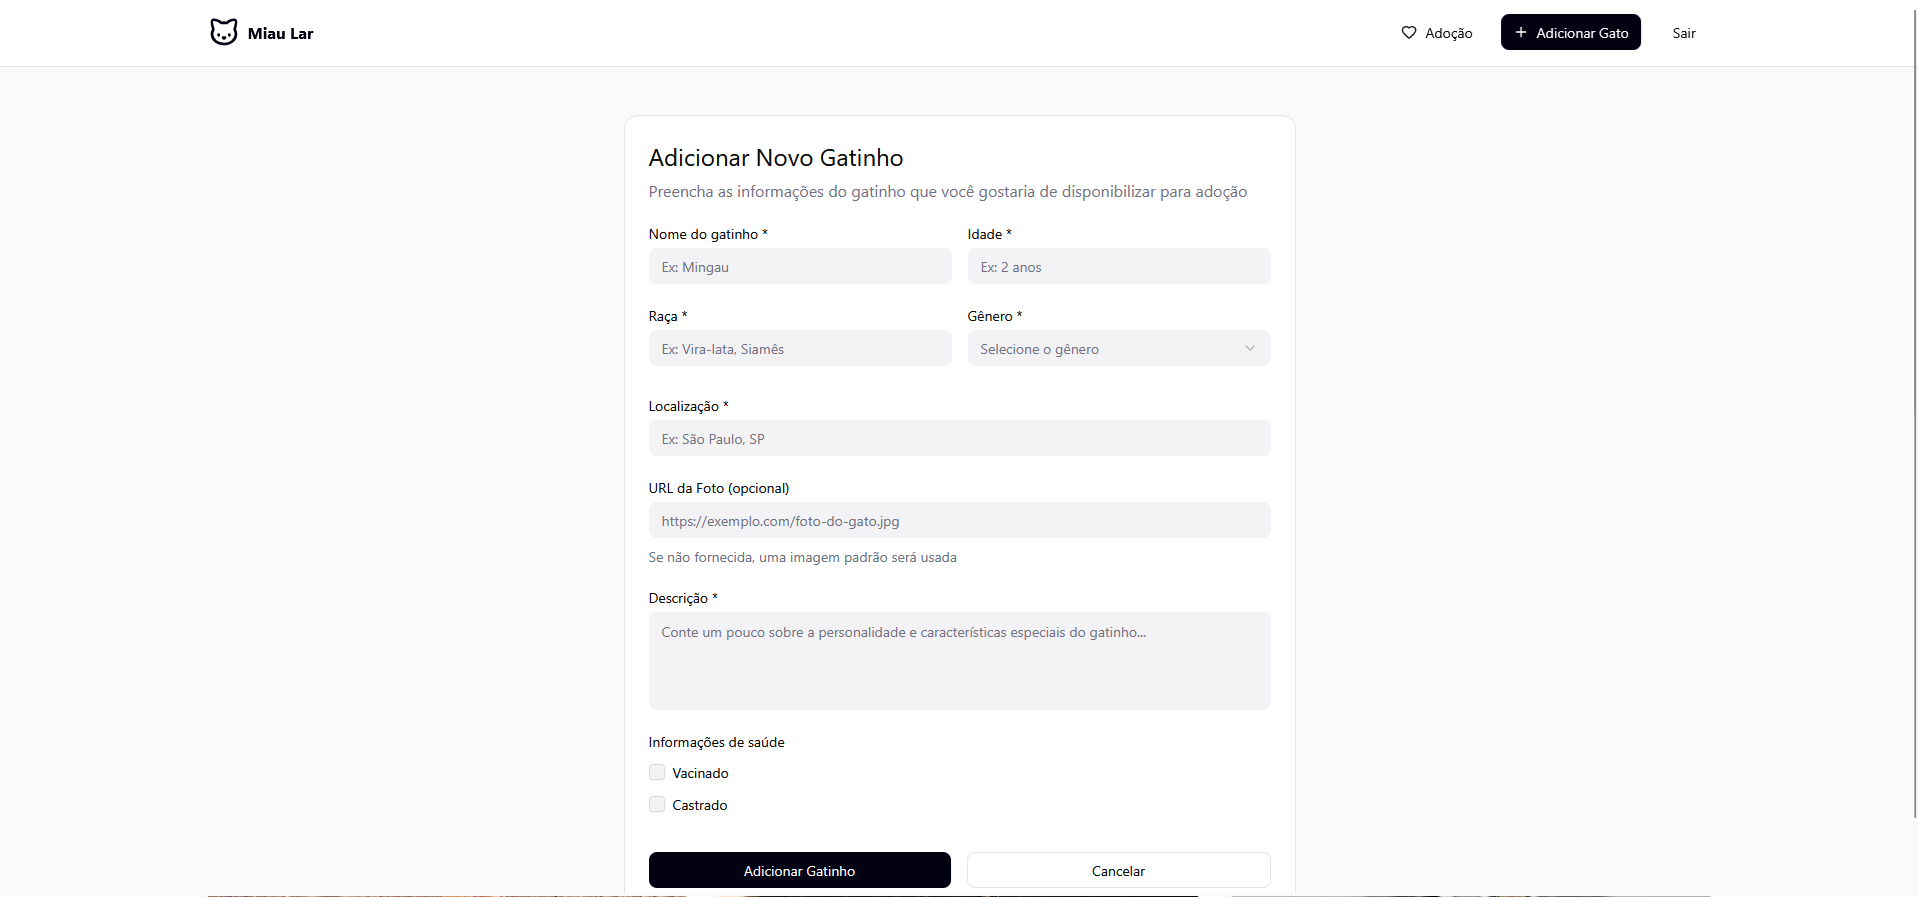 Miau Lar
Adoção
Adicionar Gato
Sair
Adicionar Novo Gatinho
Preencha as informações do gatinho que você gostaria de disponibilizar para adoção
Nome do gatinho *
Idade *
Ex: Mingau
Ex: 2 anos
Raça *
Gênero *
Ex: Vira-lata, Siamês
Selecione o gênero
Localização *
Ex: São Paulo, SP
URL da Foto (opcional)
https://exemplo.com/foto-do-gato.jpg
Se não fornecida, uma imagem padrão será usada
Descrição *
Conte um pouco sobre a personalidade e características especiais do gatinho...
Informações de saúde
Vacinado
Castrado
Adicionar Gatinho
Cancelar